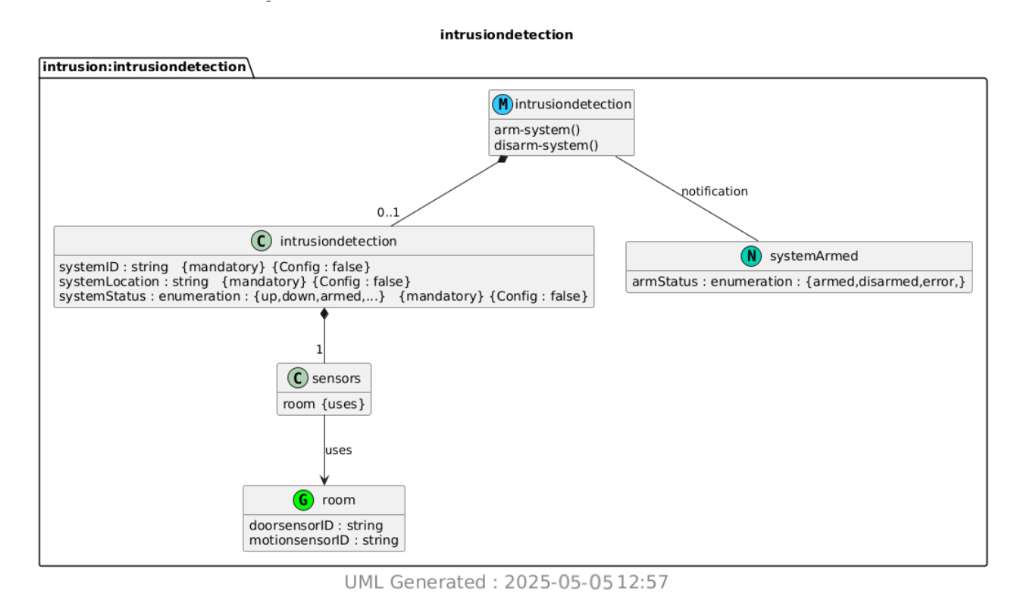 intrusiondetection
intrusion:intrusiondetection
M intrusiondetection
arm-system()
disarm-system()
notification
0..1
C intrusiondetection
systemID : string {mandatory} {Config : false}
systemLocation : string {mandatory} {Config : false}
systemStatus : enumeration : {up,down,armed,...} {mandatory} {Config : false}
N systemArmed
armStatus : enumeration : {armed,disarmed,error,}
1
C sensors
room {uses}
uses
G room
doorsensorID : string
motionsensorID : string
UML Generated : 2025-05-05 12:57